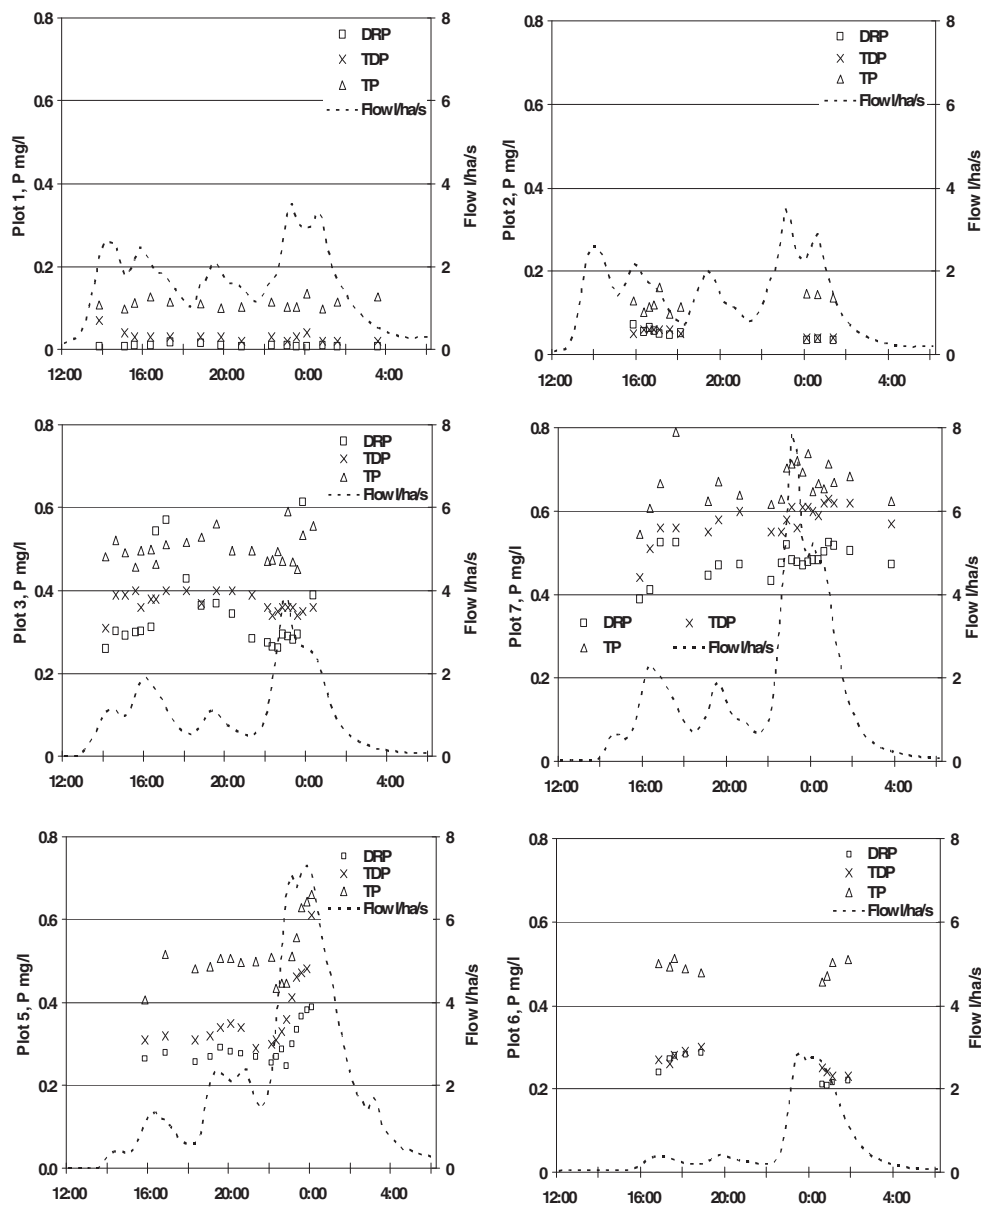 0.8
8
DRP
TDP
TP
Flow l/ha/s
0.6
6
0.4
4
0.2
2
0
0
12:00 16:00 20:00 0:00 4:00
Plot 1, P mg/l
Flow l/ha/s
0.8
8
DRP
TDP
TP
Flow l/ha/s
0.6
6
0.4
4
0.2
2
0
0
12:00 16:00 20:00 0:00 4:00
Plot 2, P mg/l
Flow l/ha/s
0.8
8
DRP
TDP
TP
Flow l/ha/s
0.6
6
0.4
4
0.2
2
0
0
12:00 16:00 20:00 0:00 4:00
Plot 3, P mg/l
Flow l/ha/s
0.8
8
0.6
6
0.4
4
DRP TDP
TP Flow l/ha/s
0.2
2
0
0
12:00 16:00 20:00 0:00 4:00
Plot 7, P mg/l
Flow l/ha/s
0.8
8
DRP
TDP
TP
Flow l/ha/s
0.6
6
0.4
4
0.2
2
0.0
0
12:00 16:00 20:00 0:00 4:00
Plot 5, P mg/l
Flow l/ha/s
0.8
8
DRP
TDP
TP
Flow l/ha/s
0.6
6
0.4
4
0.2
2
0
0
12:00 16:00 20:00 0:00 4:00
Plot 6, P mg/l
Flow l/ha/s